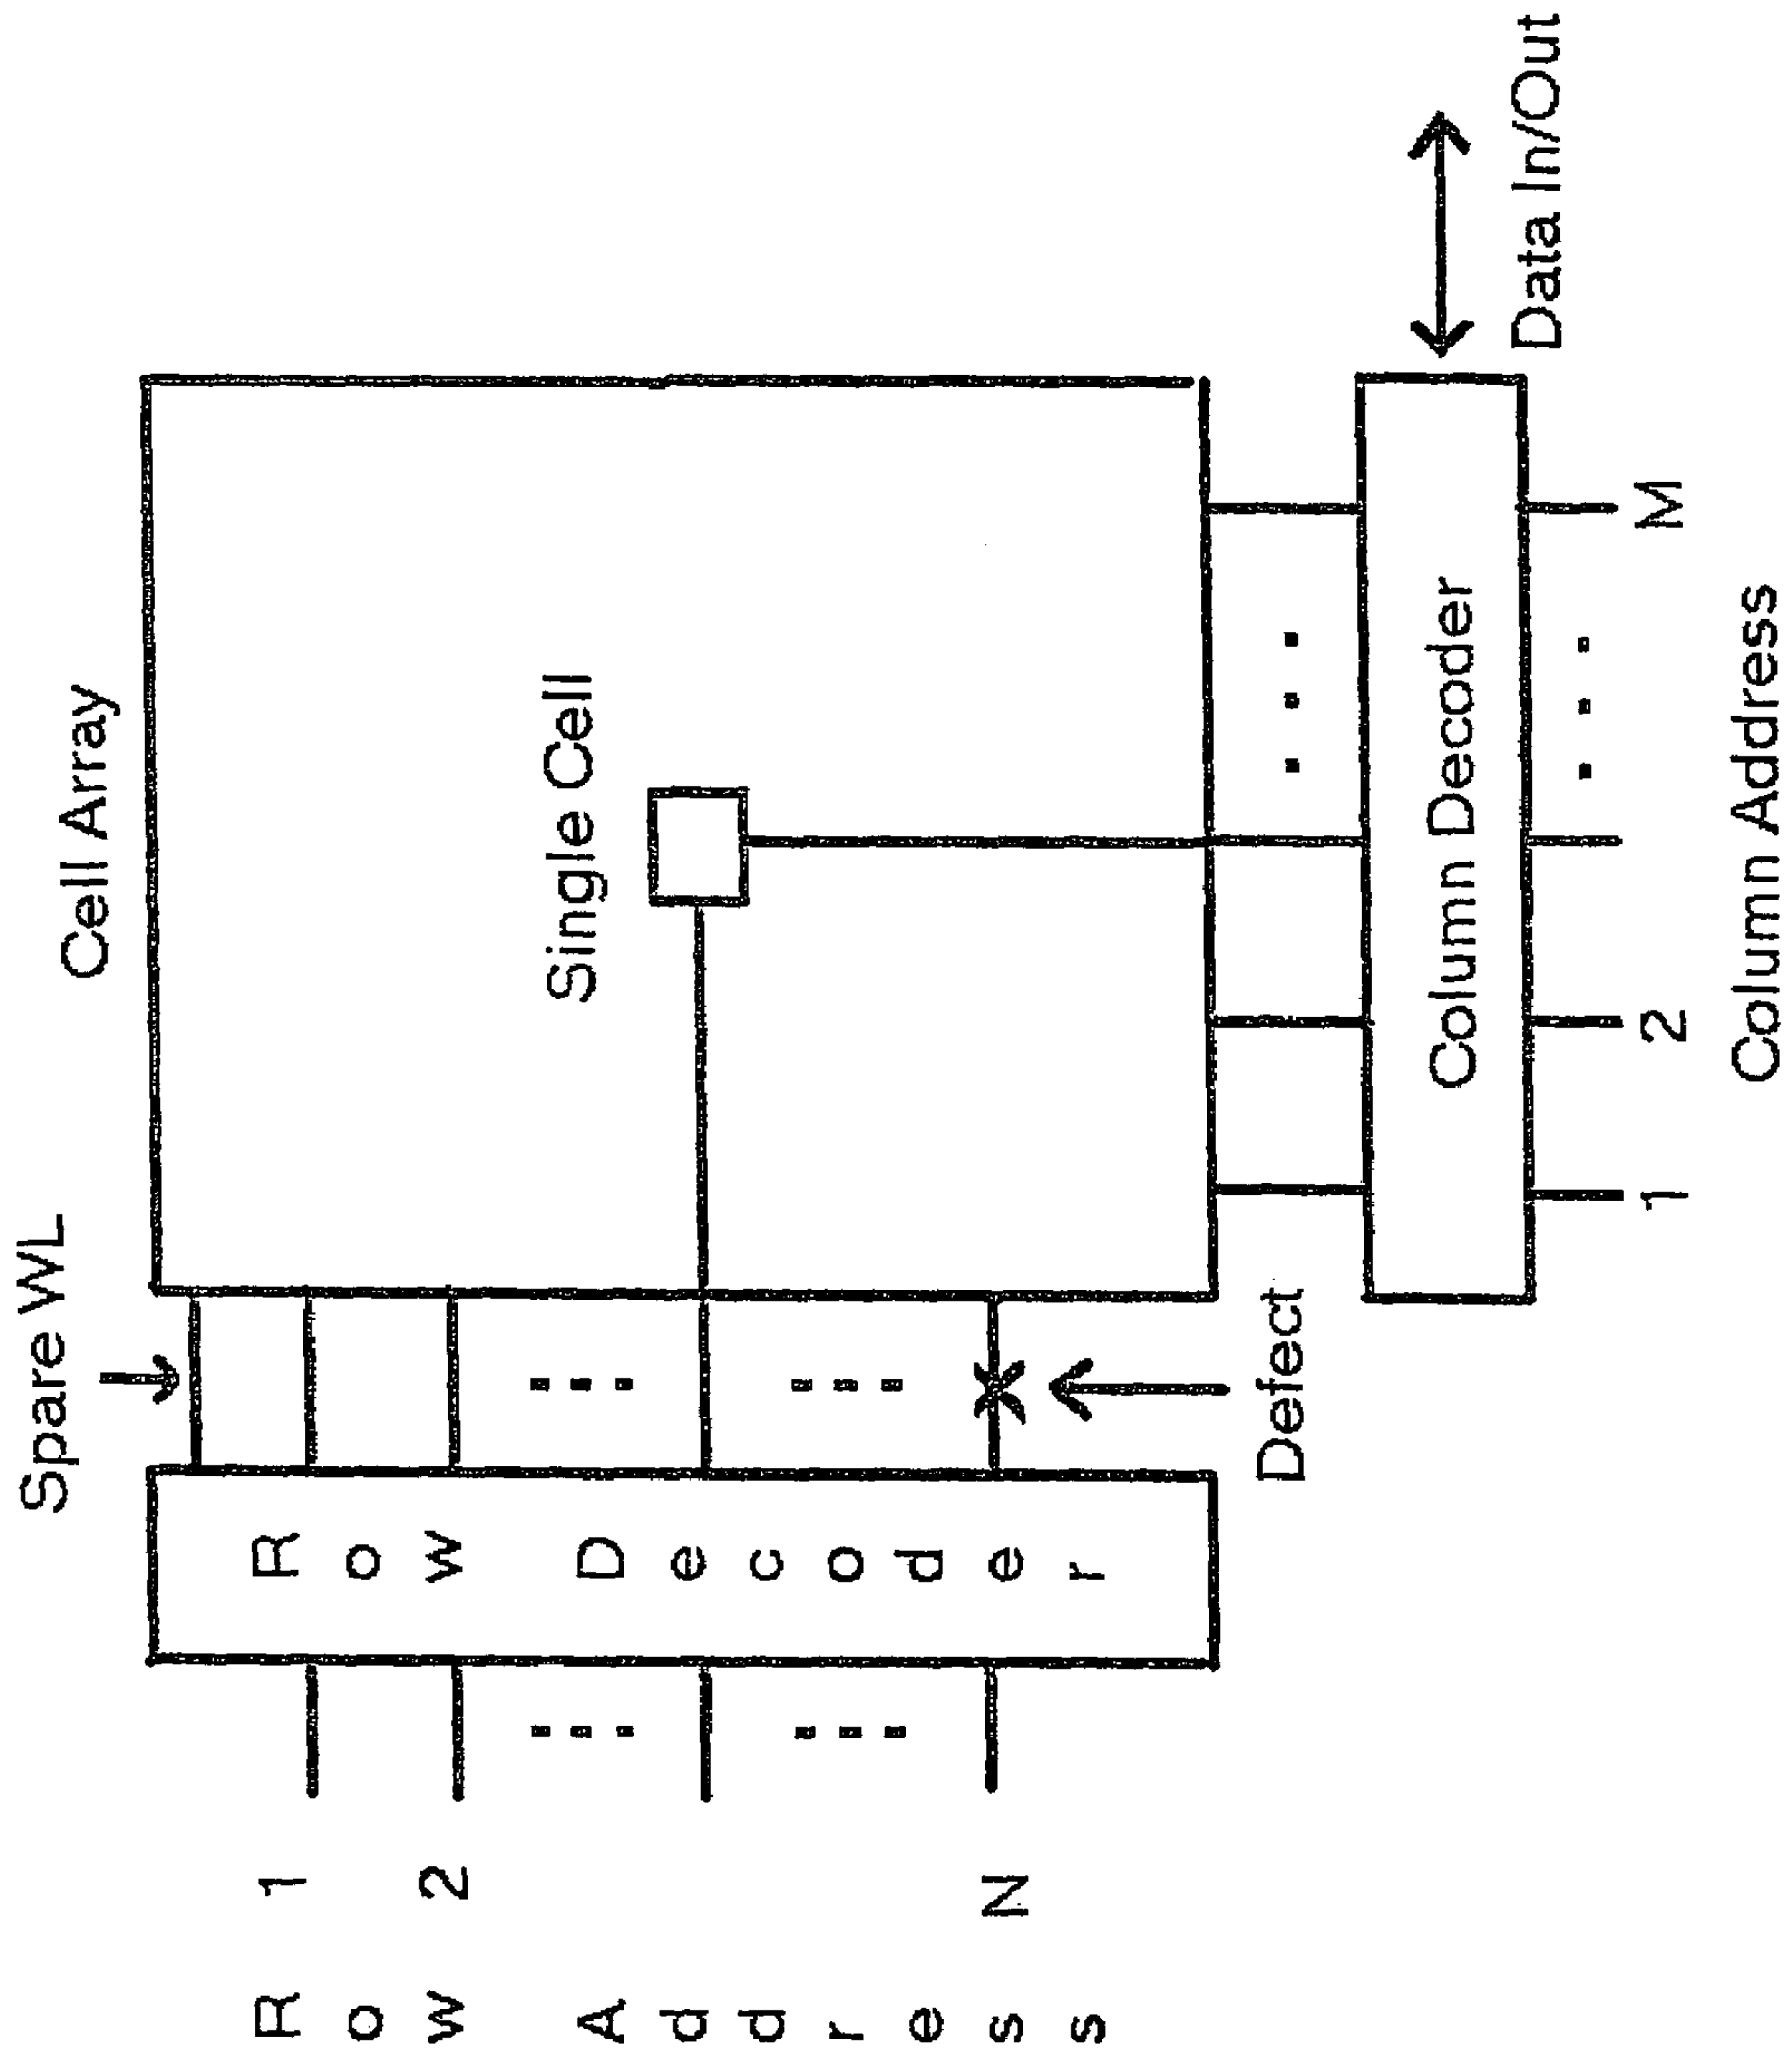 Spare WL
Cell Array
Row Address
1
2
N
Row Decoder
Single Cell
Defect
Column Decoder
Data In/Out
1 2 M
Column Address